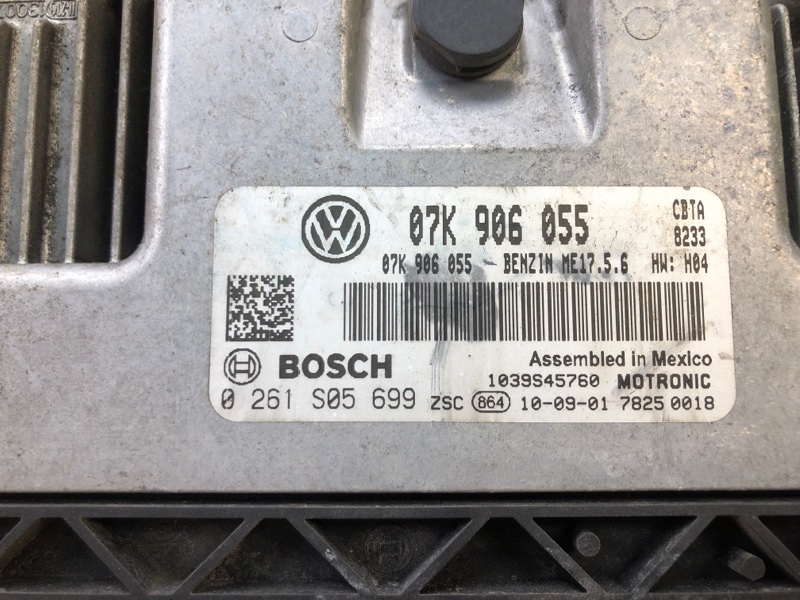 07K 906 055 CBTA
8233
07K 906 055 - BENZIN ME17.5.6 HW: H04
BOSCH Assembled in Mexico
1039S45760 MOTRONIC
0 261 S05 699 ZSC 864 10-09-01 7825 0018